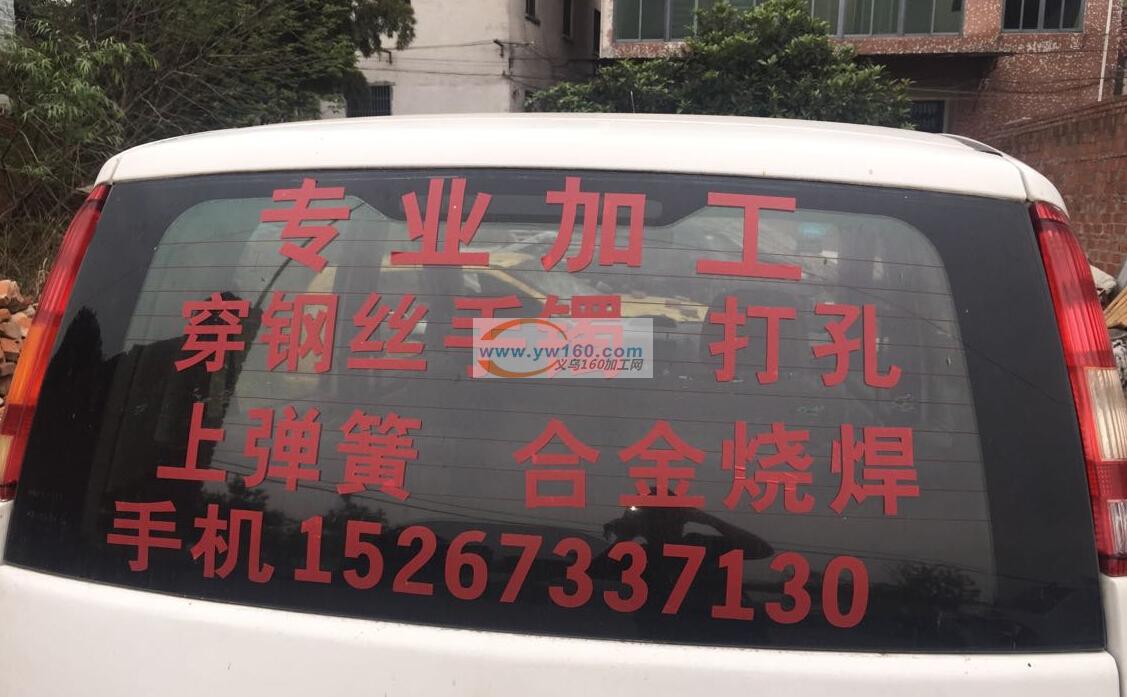 专业加工
穿钢丝手镯 打孔
www.yw160.com
义乌160加工网
上弹簧 合金烧焊
手机15267337130